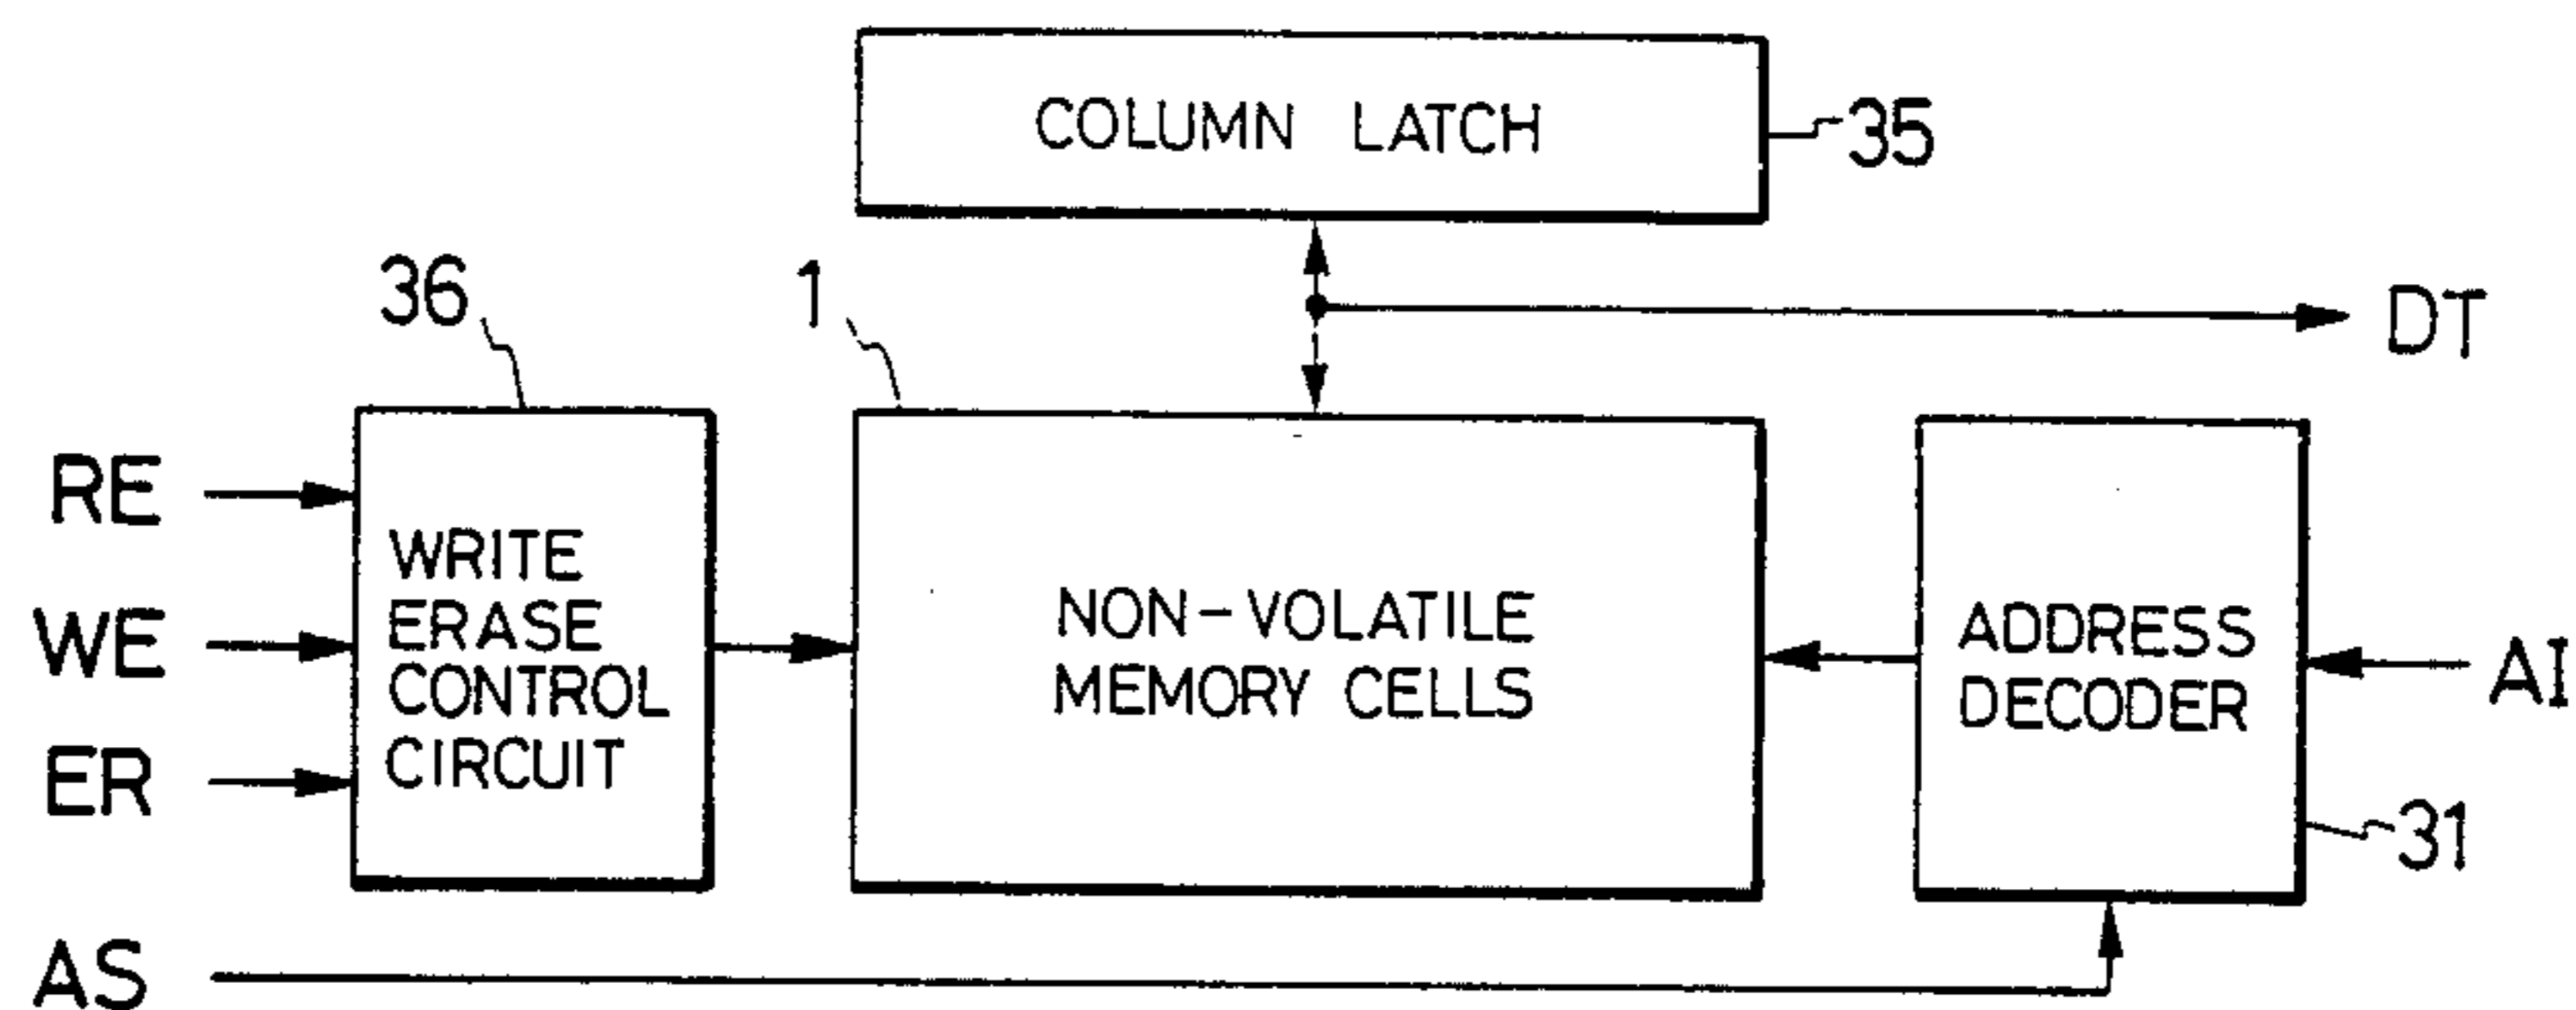 COLUMN LATCH
35
36
1
DT
RE
WE
ER
WRITE
ERASE
CONTROL
CIRCUIT
NON-VOLATILE
MEMORY CELLS
ADDRESS
DECODER
AI
31
AS